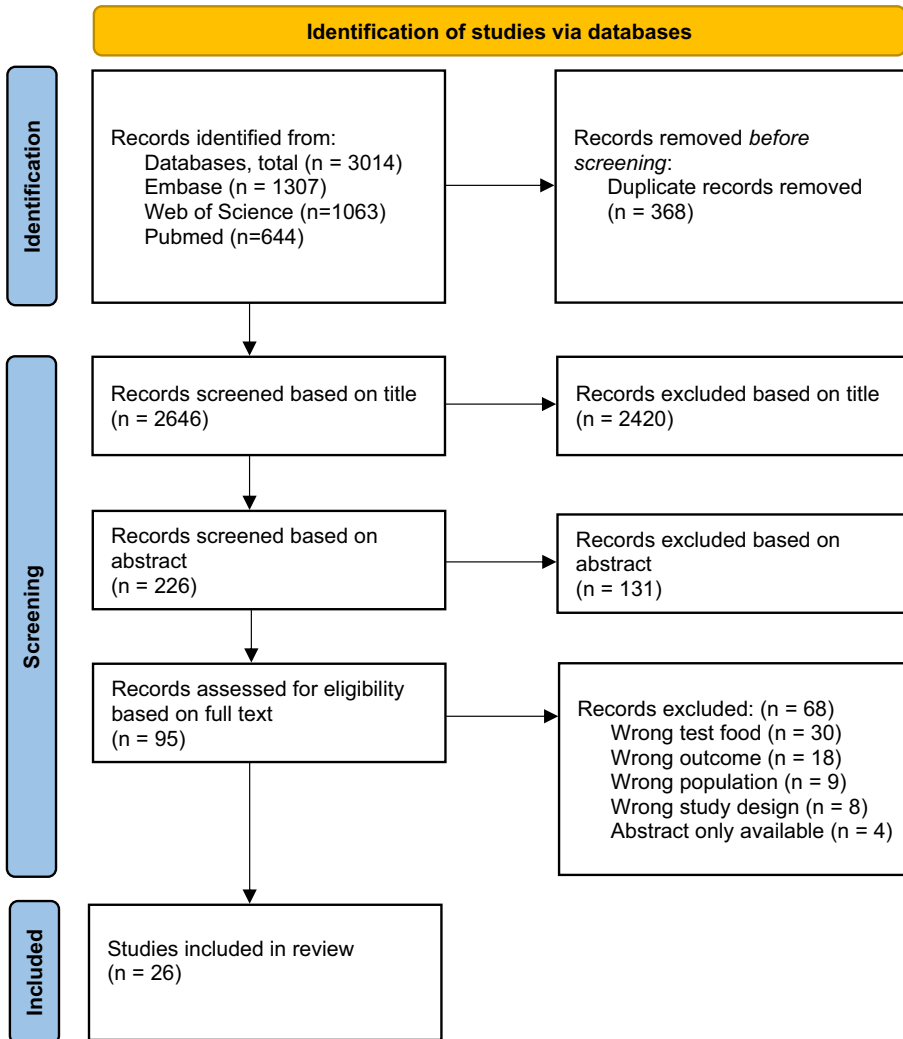 Identification of studies via databases
Identification
Records identified from:
Databases, total (n = 3014)
Embase (n = 1307)
Web of Science (n=1063)
Pubmed (n=644)
Records removed before
screening:
Duplicate records removed
(n = 368)
Screening
Records screened based on title
(n = 2646)
Records excluded based on title
(n = 2420)
Records screened based on
abstract
(n = 226)
Records excluded based on
abstract
(n = 131)
Records assessed for eligibility
based on full text
(n = 95)
Records excluded: (n = 68)
Wrong test food (n = 30)
Wrong outcome (n = 18)
Wrong population (n = 9)
Wrong study design (n = 8)
Abstract only available (n = 4)
Included
Studies included in review
(n = 26)